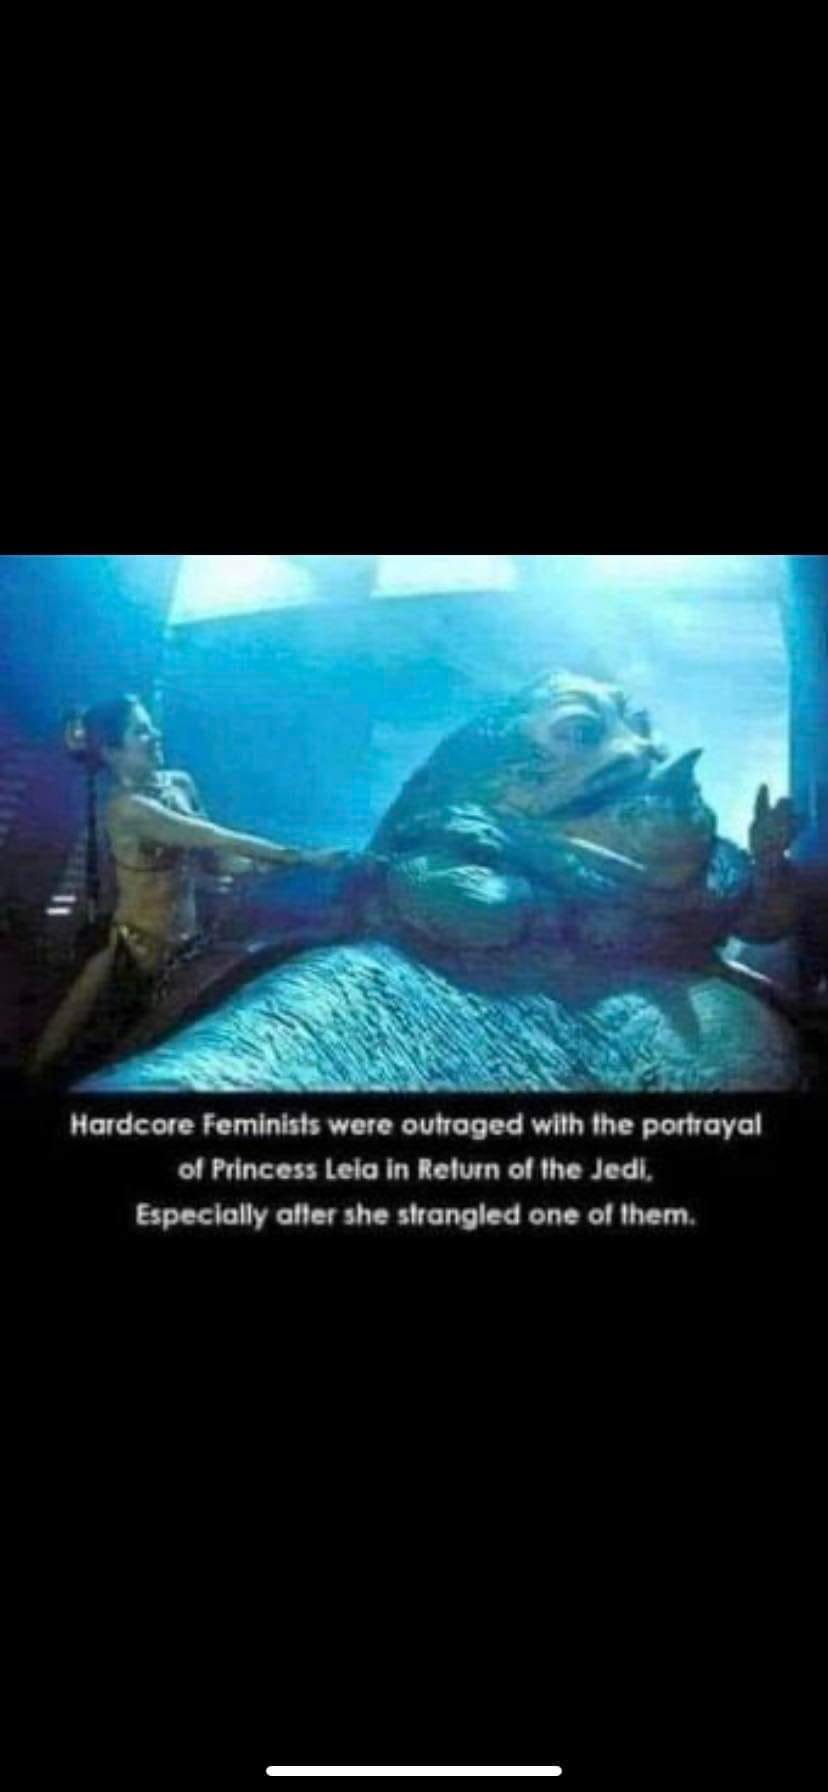 Hardcore Feminists were outraged with the portrayal
of Princess Leia in Return of the Jedi,
Especially after she strangled one of them.